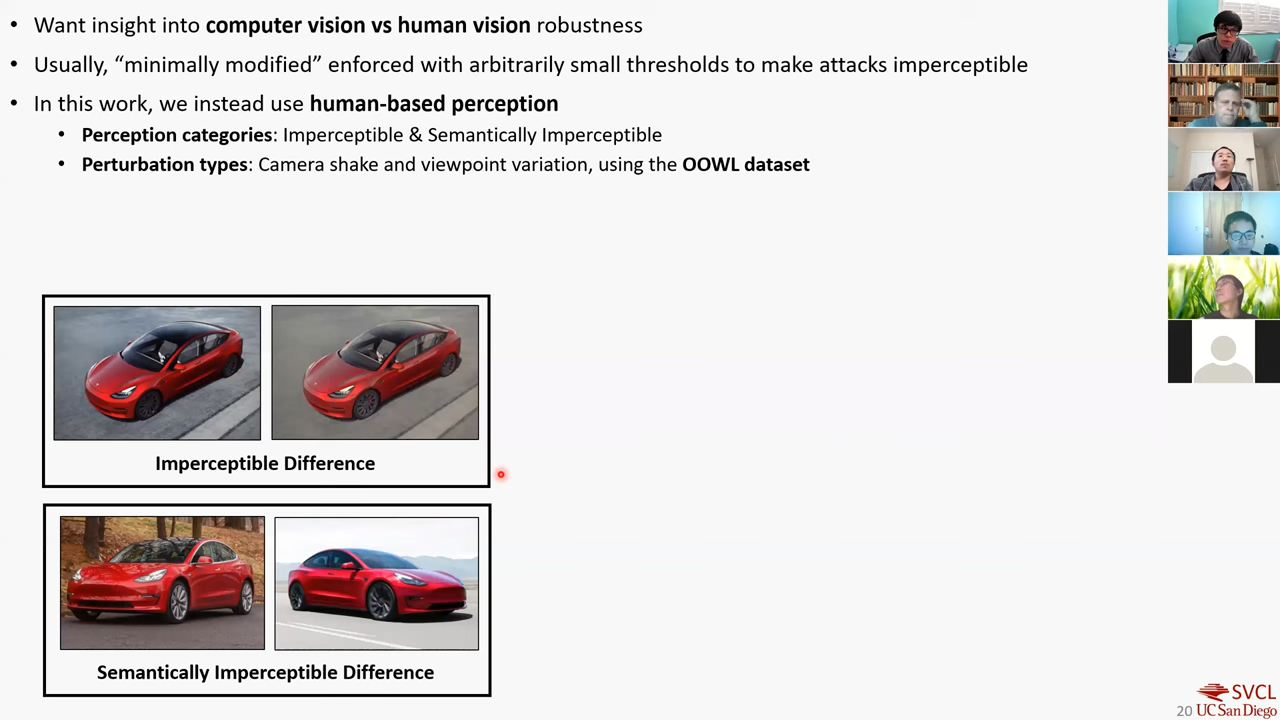 • Want insight into computer vision vs human vision robustness
• Usually, “minimally modified” enforced with arbitrarily small thresholds to make attacks imperceptible
• In this work, we instead use human-based perception
• Perception categories: Imperceptible & Semantically Imperceptible
• Perturbation types: Camera shake and viewpoint variation, using the OOWL dataset
Imperceptible Difference
Semantically Imperceptible Difference
SVCL
20 UC San Diego